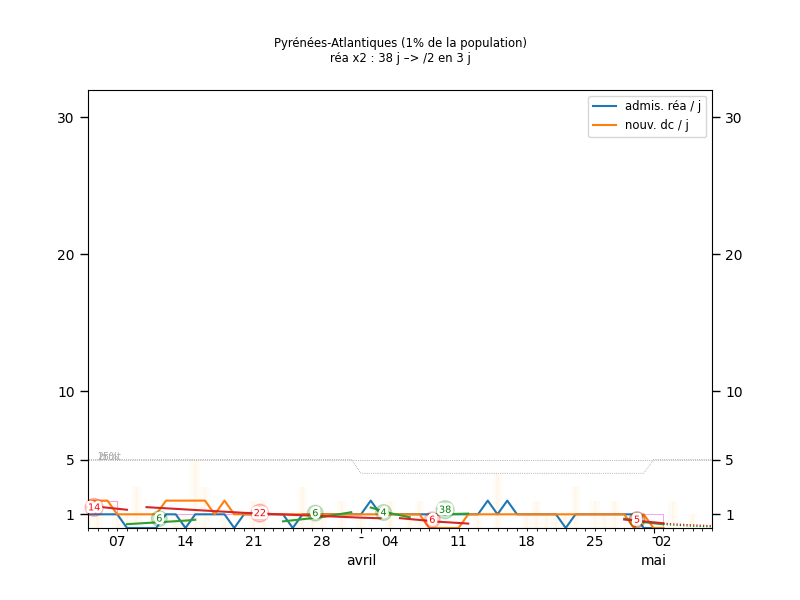 Pyrénées-Atlantiques (1% de la population)
réa x2 : 38 j –> /2 en 3 j
admis. réa / j
nouv. dc / j
30 30
20 20
10 10
5 5
1 1
14 6 22 6 4 6 38 5
07 14 21 28 - 04 11 18 25 02
avril mai